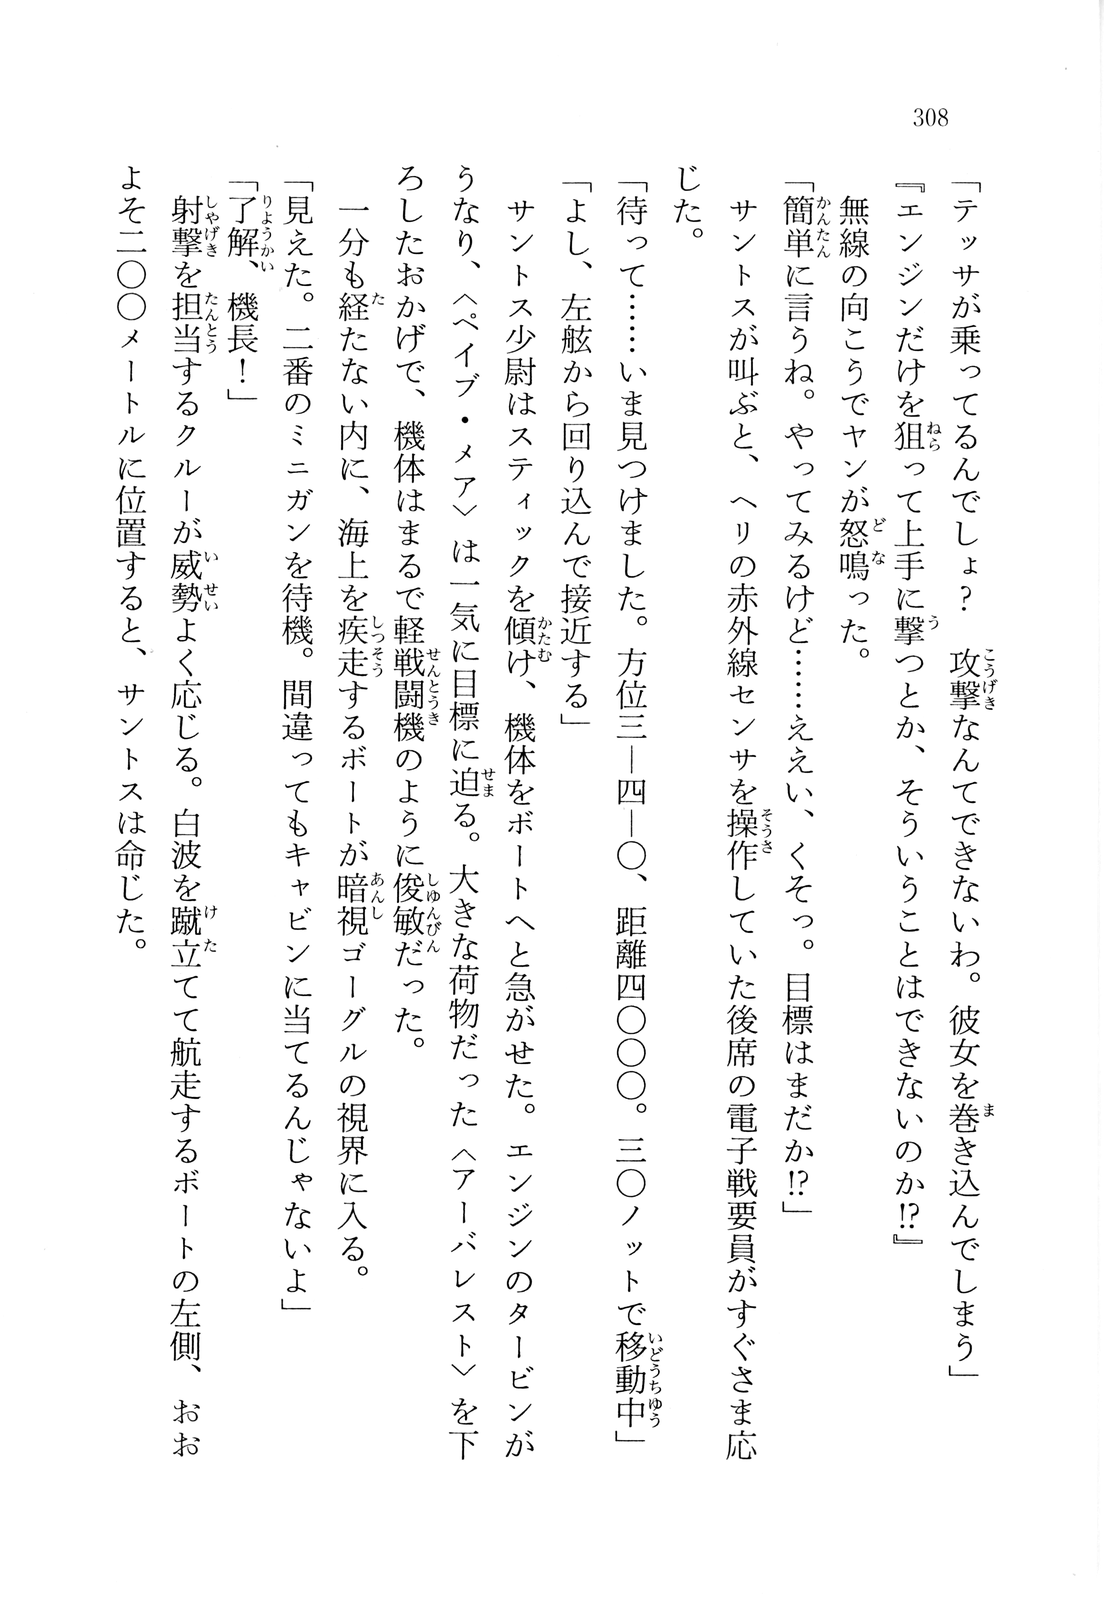 308
「テッサが乗ってるんでしょ？　攻撃なんてできないわ。彼女を巻き込んでしまう」
『エンジンだけを狙って上手に撃つとか、そういうことはできないのか!?』
無線の向こうでヤンが怒鳴った。
「簡単に言うね。やってみるけど……ええい、くそっ。目標はまだか!?」
サントスが叫ぶと、ヘリの赤外線センサを操作していた後席の電子戦要員がすぐさま応
じた。
「待って……いま見つけました。方位三―四―〇、距離四〇〇〇。三〇ノットで移動中」
「よし、左舷から回り込んで接近する」
サントス少尉はスティックを傾け、機体をボートへと急がせた。エンジンのタービンが
うなり、〈ペイブ・メア〉は一気に目標に迫る。大きな荷物だった〈アーバレスト〉を下
ろしたおかげで、機体はまるで軽戦闘機のように俊敏だった。
一分も経たない内に、海上を疾走するボートが暗視ゴーグルの視界に入る。
「見えた。二番のミニガンを待機。間違ってもキャビンに当てるんじゃないよ」
「了解、機長！」
射撃を担当するクルーが威勢よく応じる。白波を蹴立てて航走するボートの左側、おお
よそ二〇〇メートルに位置すると、サントスは命じた。